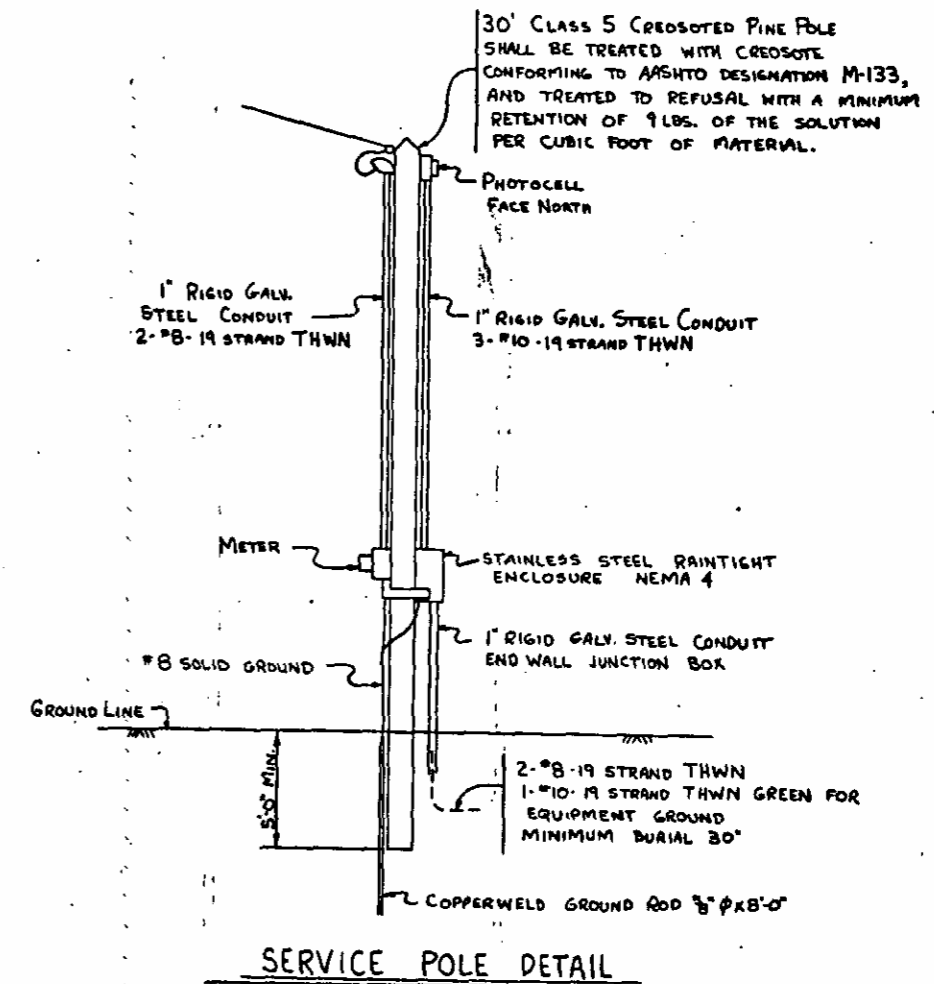 30' CLASS 5 CREOSOTED PINE POLE
SHALL BE TREATED WITH CREOSOTE
CONFORMING TO AASHTO DESIGNATION M-133,
AND TREATED TO REFUSAL WITH A MINIMUM
RETENTION OF 9 LBS. OF THE SOLUTION
PER CUBIC FOOT OF MATERIAL.
PHOTOCELL
FACE NORTH
1" RIGID GALV.
STEEL CONDUIT
2-#8-19 STRAND THWN
1" RIGID GALV. STEEL CONDUIT
3-#10-19 STRAND THWN
METER
STAINLESS STEEL RAINTIGHT
ENCLOSURE NEMA 4
1" RIGID GALV. STEEL CONDUIT
END WALL JUNCTION BOX
#8 SOLID GROUND
GROUND LINE
5'-0" MIN.
2-#8-19 STRAND THWN
1-#10-19 STRAND THWN GREEN FOR
EQUIPMENT GROUND
MINIMUM BURIAL 30"
COPPERWELD GROUND ROD φ X 8'-0"
SERVICE POLE DETAIL